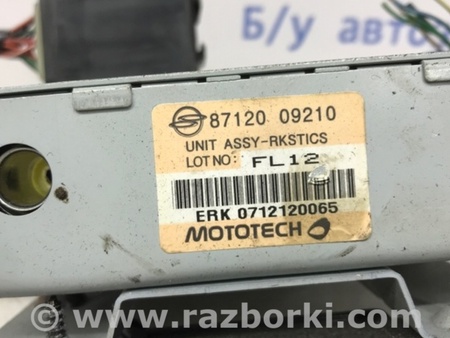 Б/у авто
87120 09210
UNIT ASSY-RKSTICS
LOT NO: FL12
ERK 0712120065
MOTOTECH
www.razborki.com